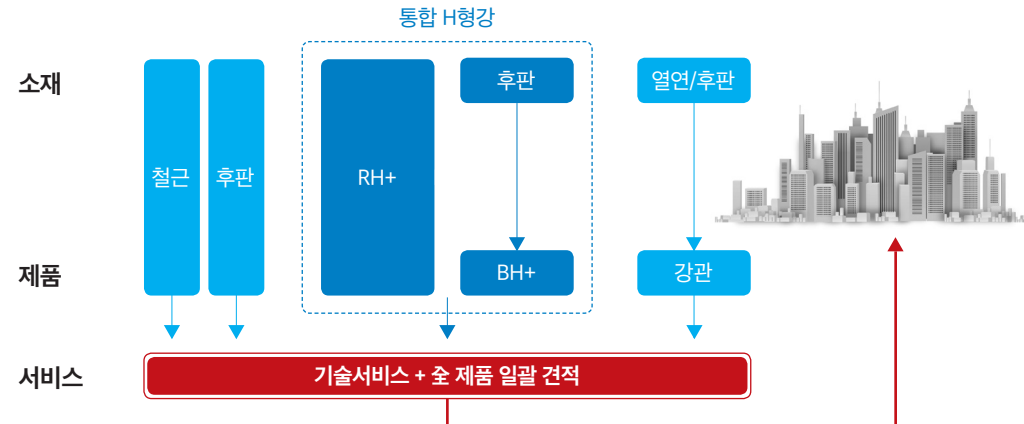 통합 H형강
소재
후판
열연/후판
철근
후판
RH+
제품
BH+
강관
서비스
기술서비스 + 全 제품 일괄 견적